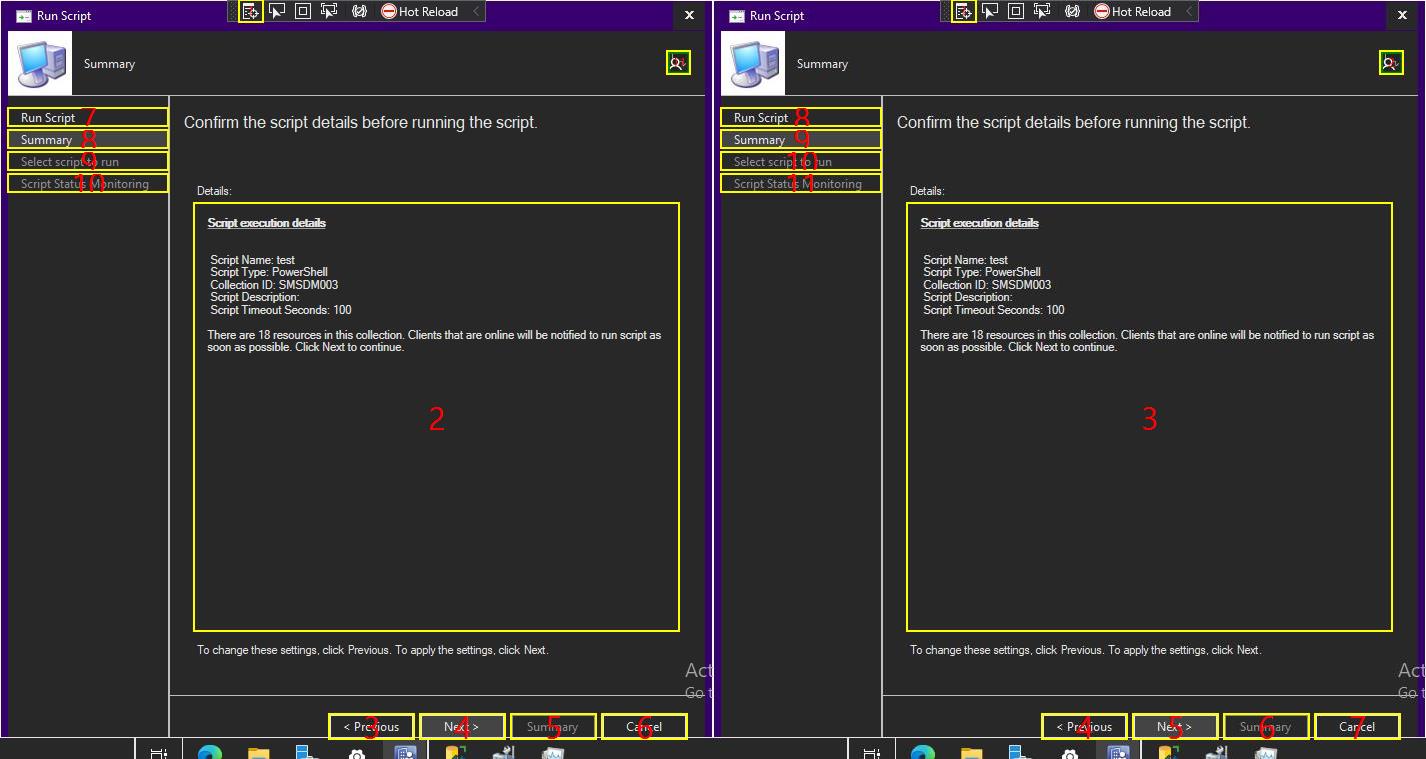 Run Script
Hot Reload
Summary
Run Script 7
Summary 8
Select script to run 9
Script Status Monitoring 10
Confirm the script details before running the script.
Details:
Script execution details
Script Name: test
Script Type: PowerShell
Collection ID: SMSDM003
Script Description:
Script Timeout Seconds: 100
There are 18 resources in this collection. Clients that are online will be notified to run script as
soon as possible. Click Next to continue.
2
To change these settings, click Previous. To apply the settings, click Next.
Act
Go t
< Previous 3
Next > 4
Summary 5
Cancel 6
Run Script
Hot Reload
Summary
Run Script 8
Summary 9
Select script to run 10
Script Status Monitoring 11
Confirm the script details before running the script.
Details:
Script execution details
Script Name: test
Script Type: PowerShell
Collection ID: SMSDM003
Script Description:
Script Timeout Seconds: 100
There are 18 resources in this collection. Clients that are online will be notified to run script as
soon as possible. Click Next to continue.
3
To change these settings, click Previous. To apply the settings, click Next.
Act
Go t
< Previous 4
Next > 5
Summary 6
Cancel 7